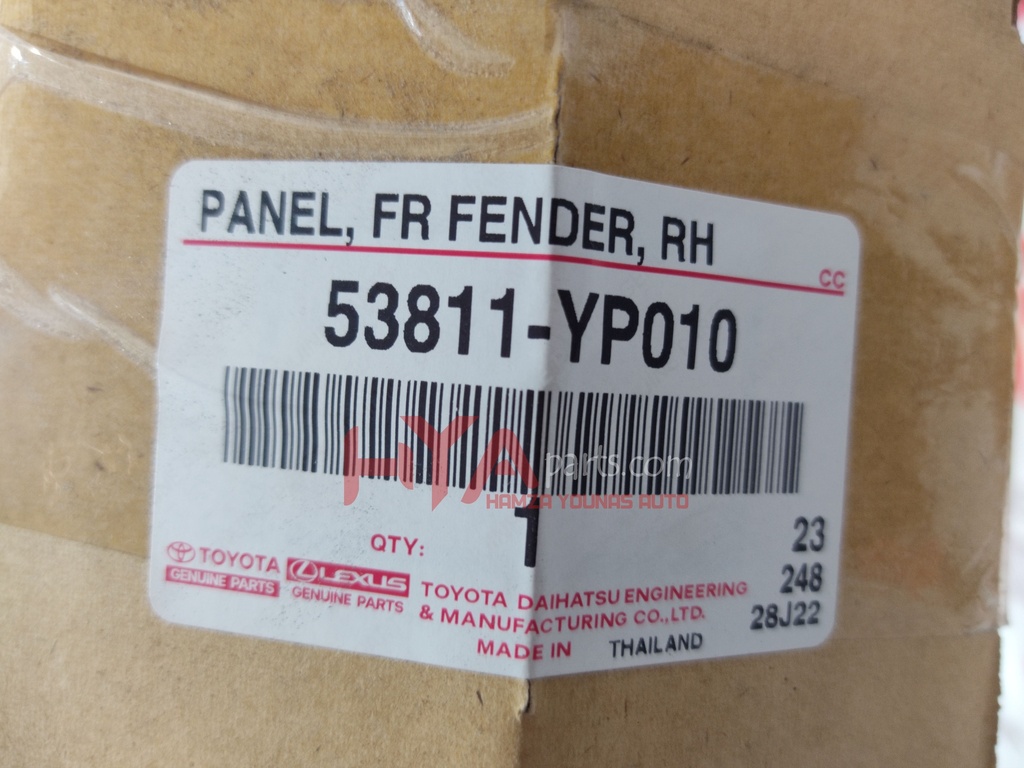 PANEL, FR FENDER, RH
CC
53811-YP010
HYA parts.com
HAMZA YOUNAS AUTO
QTY: 1
23
248
28J22
TOYOTA
GENUINE PARTS
LEXUS
GENUINE PARTS
TOYOTA DAIHATSU ENGINEERING
& MANUFACTURING CO.,LTD.
MADE IN THAILAND